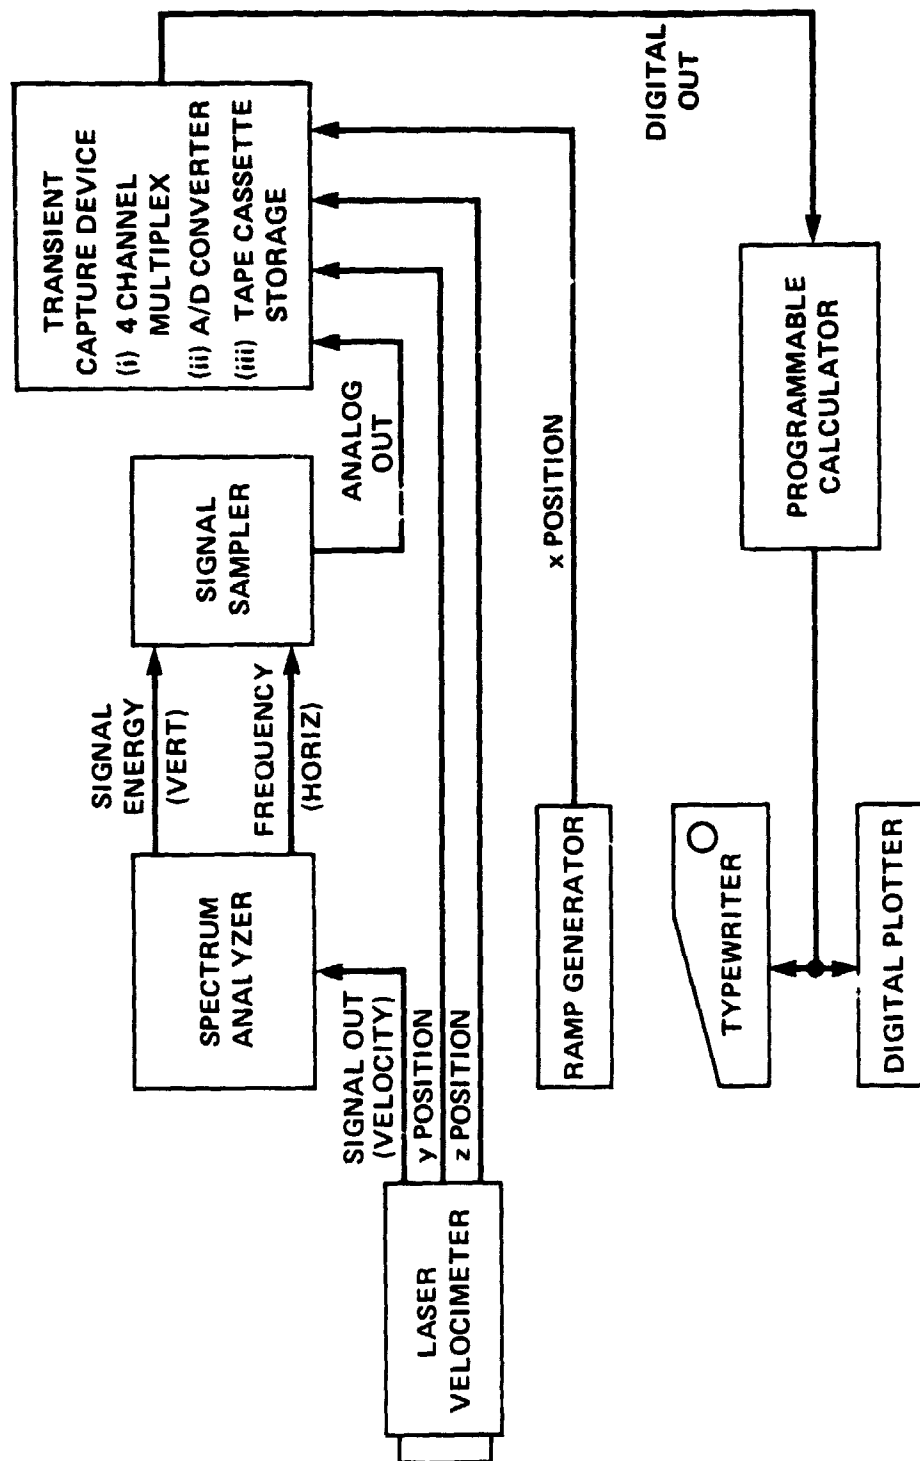 TRANSIENT
CAPTURE DEVICE
(i) 4 CHANNEL
MULTIPLEX
(ii) A/D CONVERTER
(iii) TAPE CASSETTE
STORAGE
SIGNAL
SAMPLER
ANALOG
OUT
SIGNAL
ENERGY
(VERT)
FREQUENCY
(HORIZ)
SPECTRUM
ANALYZER
SIGNAL OUT
(VELOCITY)
y POSITION
z POSITION
LASER
VELOCIMETER
x POSITION
RAMP GENERATOR
DIGITAL
OUT
PROGRAMMABLE
CALCULATOR
TYPEWRITER
DIGITAL PLOTTER